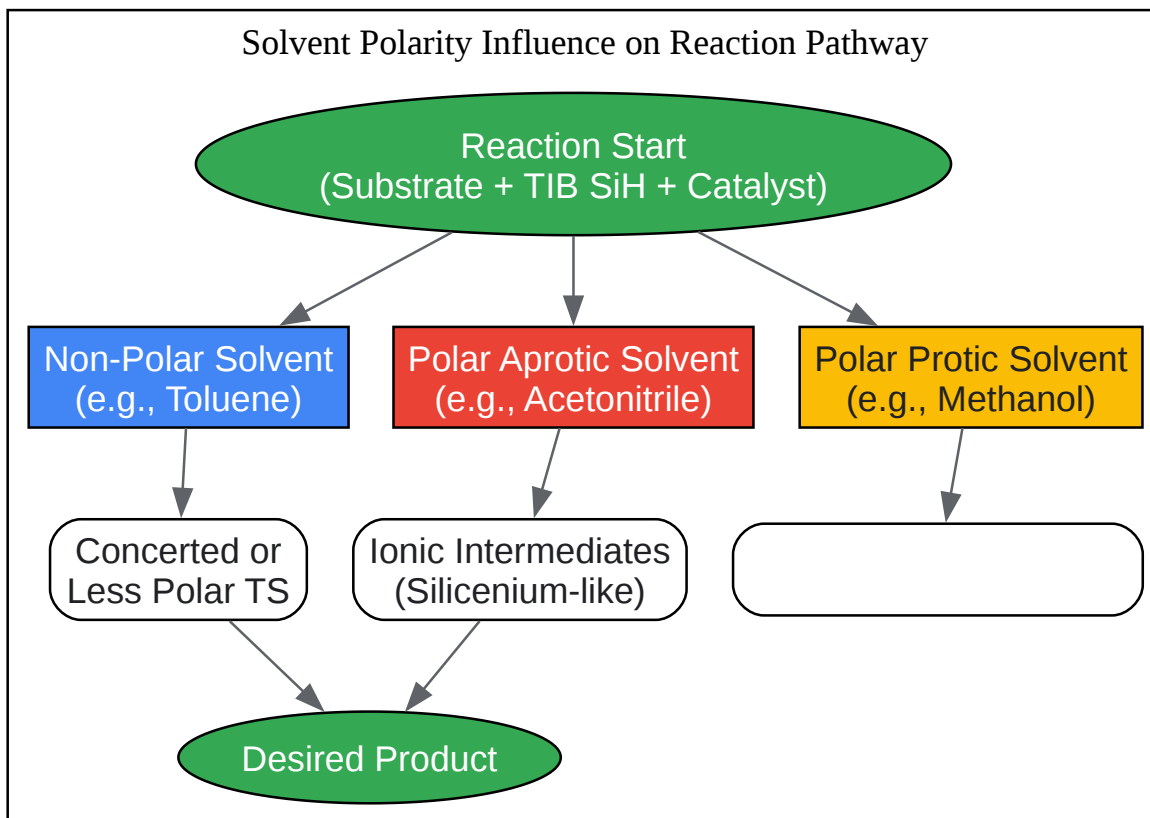 Solvent Polarity Influence on Reaction Pathway
Reaction Start
(Substrate + TIB SiH + Catalyst)
Non-Polar Solvent
(e.g., Toluene)
Polar Aprotic Solvent
(e.g., Acetonitrile)
Polar Protic Solvent
(e.g., Methanol)
Concerted or
Less Polar TS
Ionic Intermediates
(Silicenium-like)
Desired Product